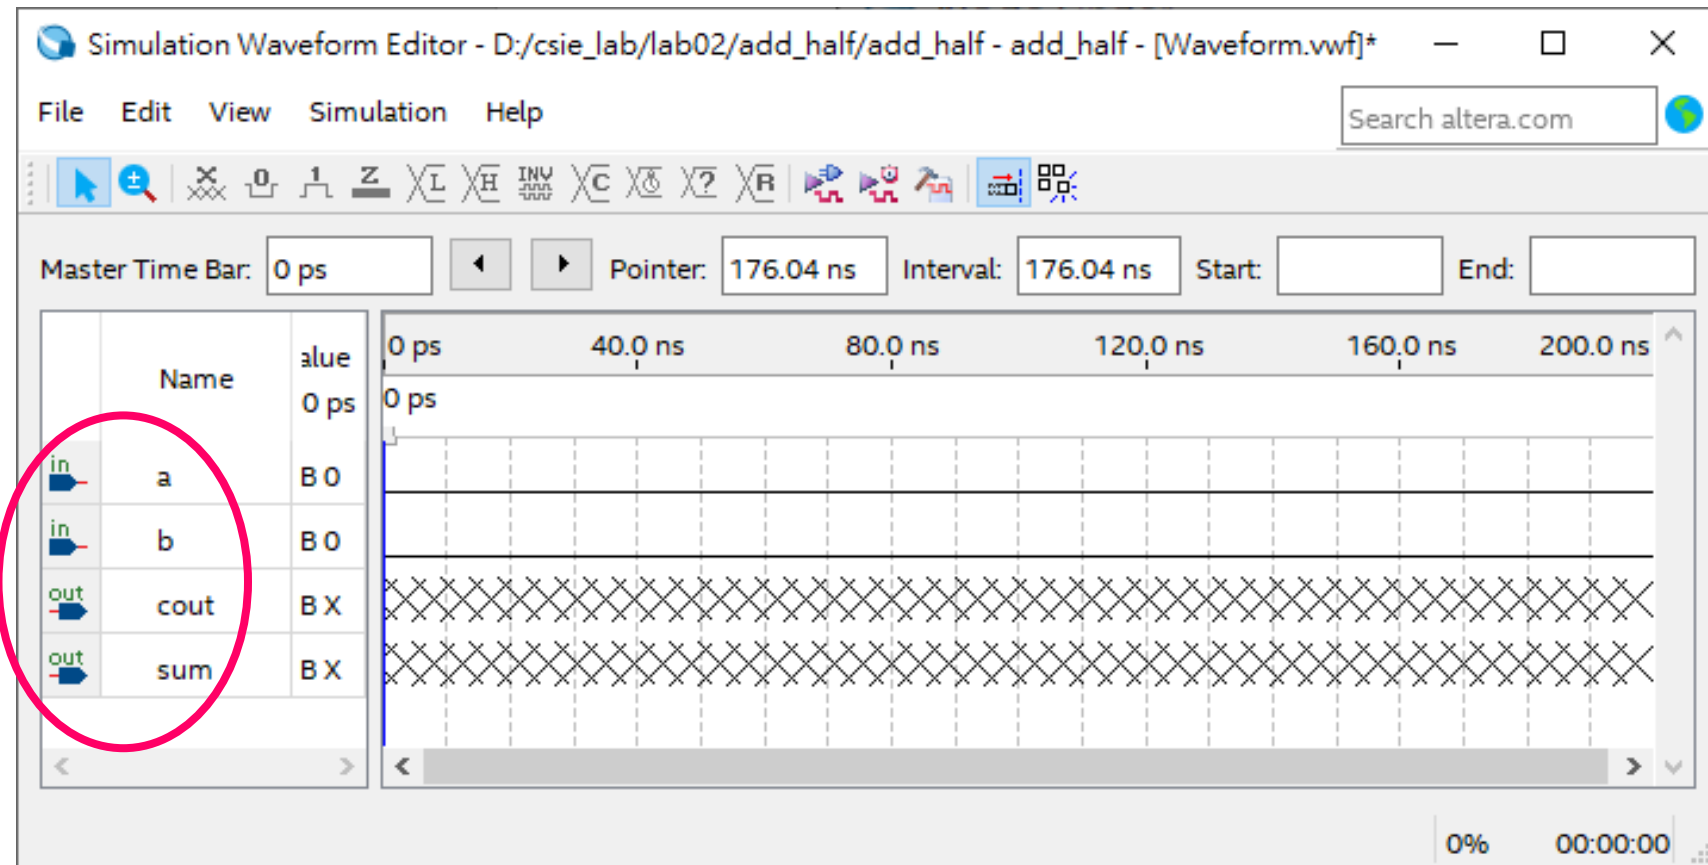 Simulation Waveform Editor - D:/csie_lab/lab02/add_half/add_half - add_half - [Waveform.vwf]*
File Edit View Simulation Help Search altera.com
X 0 1 Z L H INV C ? R
Master Time Bar: 0 ps Pointer: 176.04 ns Interval: 176.04 ns Start: End:
Name alue 0 ps
0 ps 40.0 ns 80.0 ns 120.0 ns 160.0 ns 200.0 ns
0 ps
in a B 0
in b B 0
out cout B X
out sum B X
0% 00:00:00